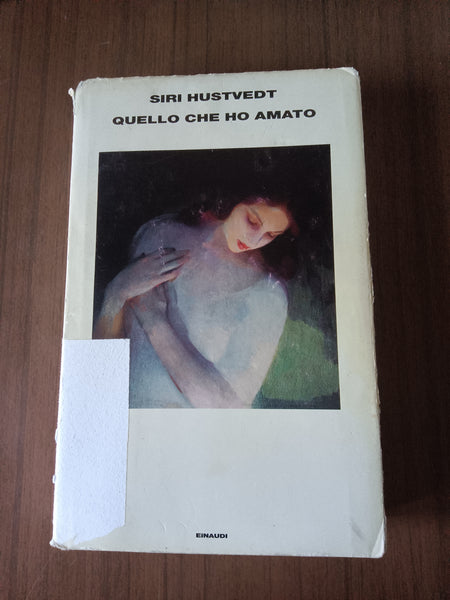 SIRI HUSTVEDT
QUELLO CHE HO AMATO
EINAUDI